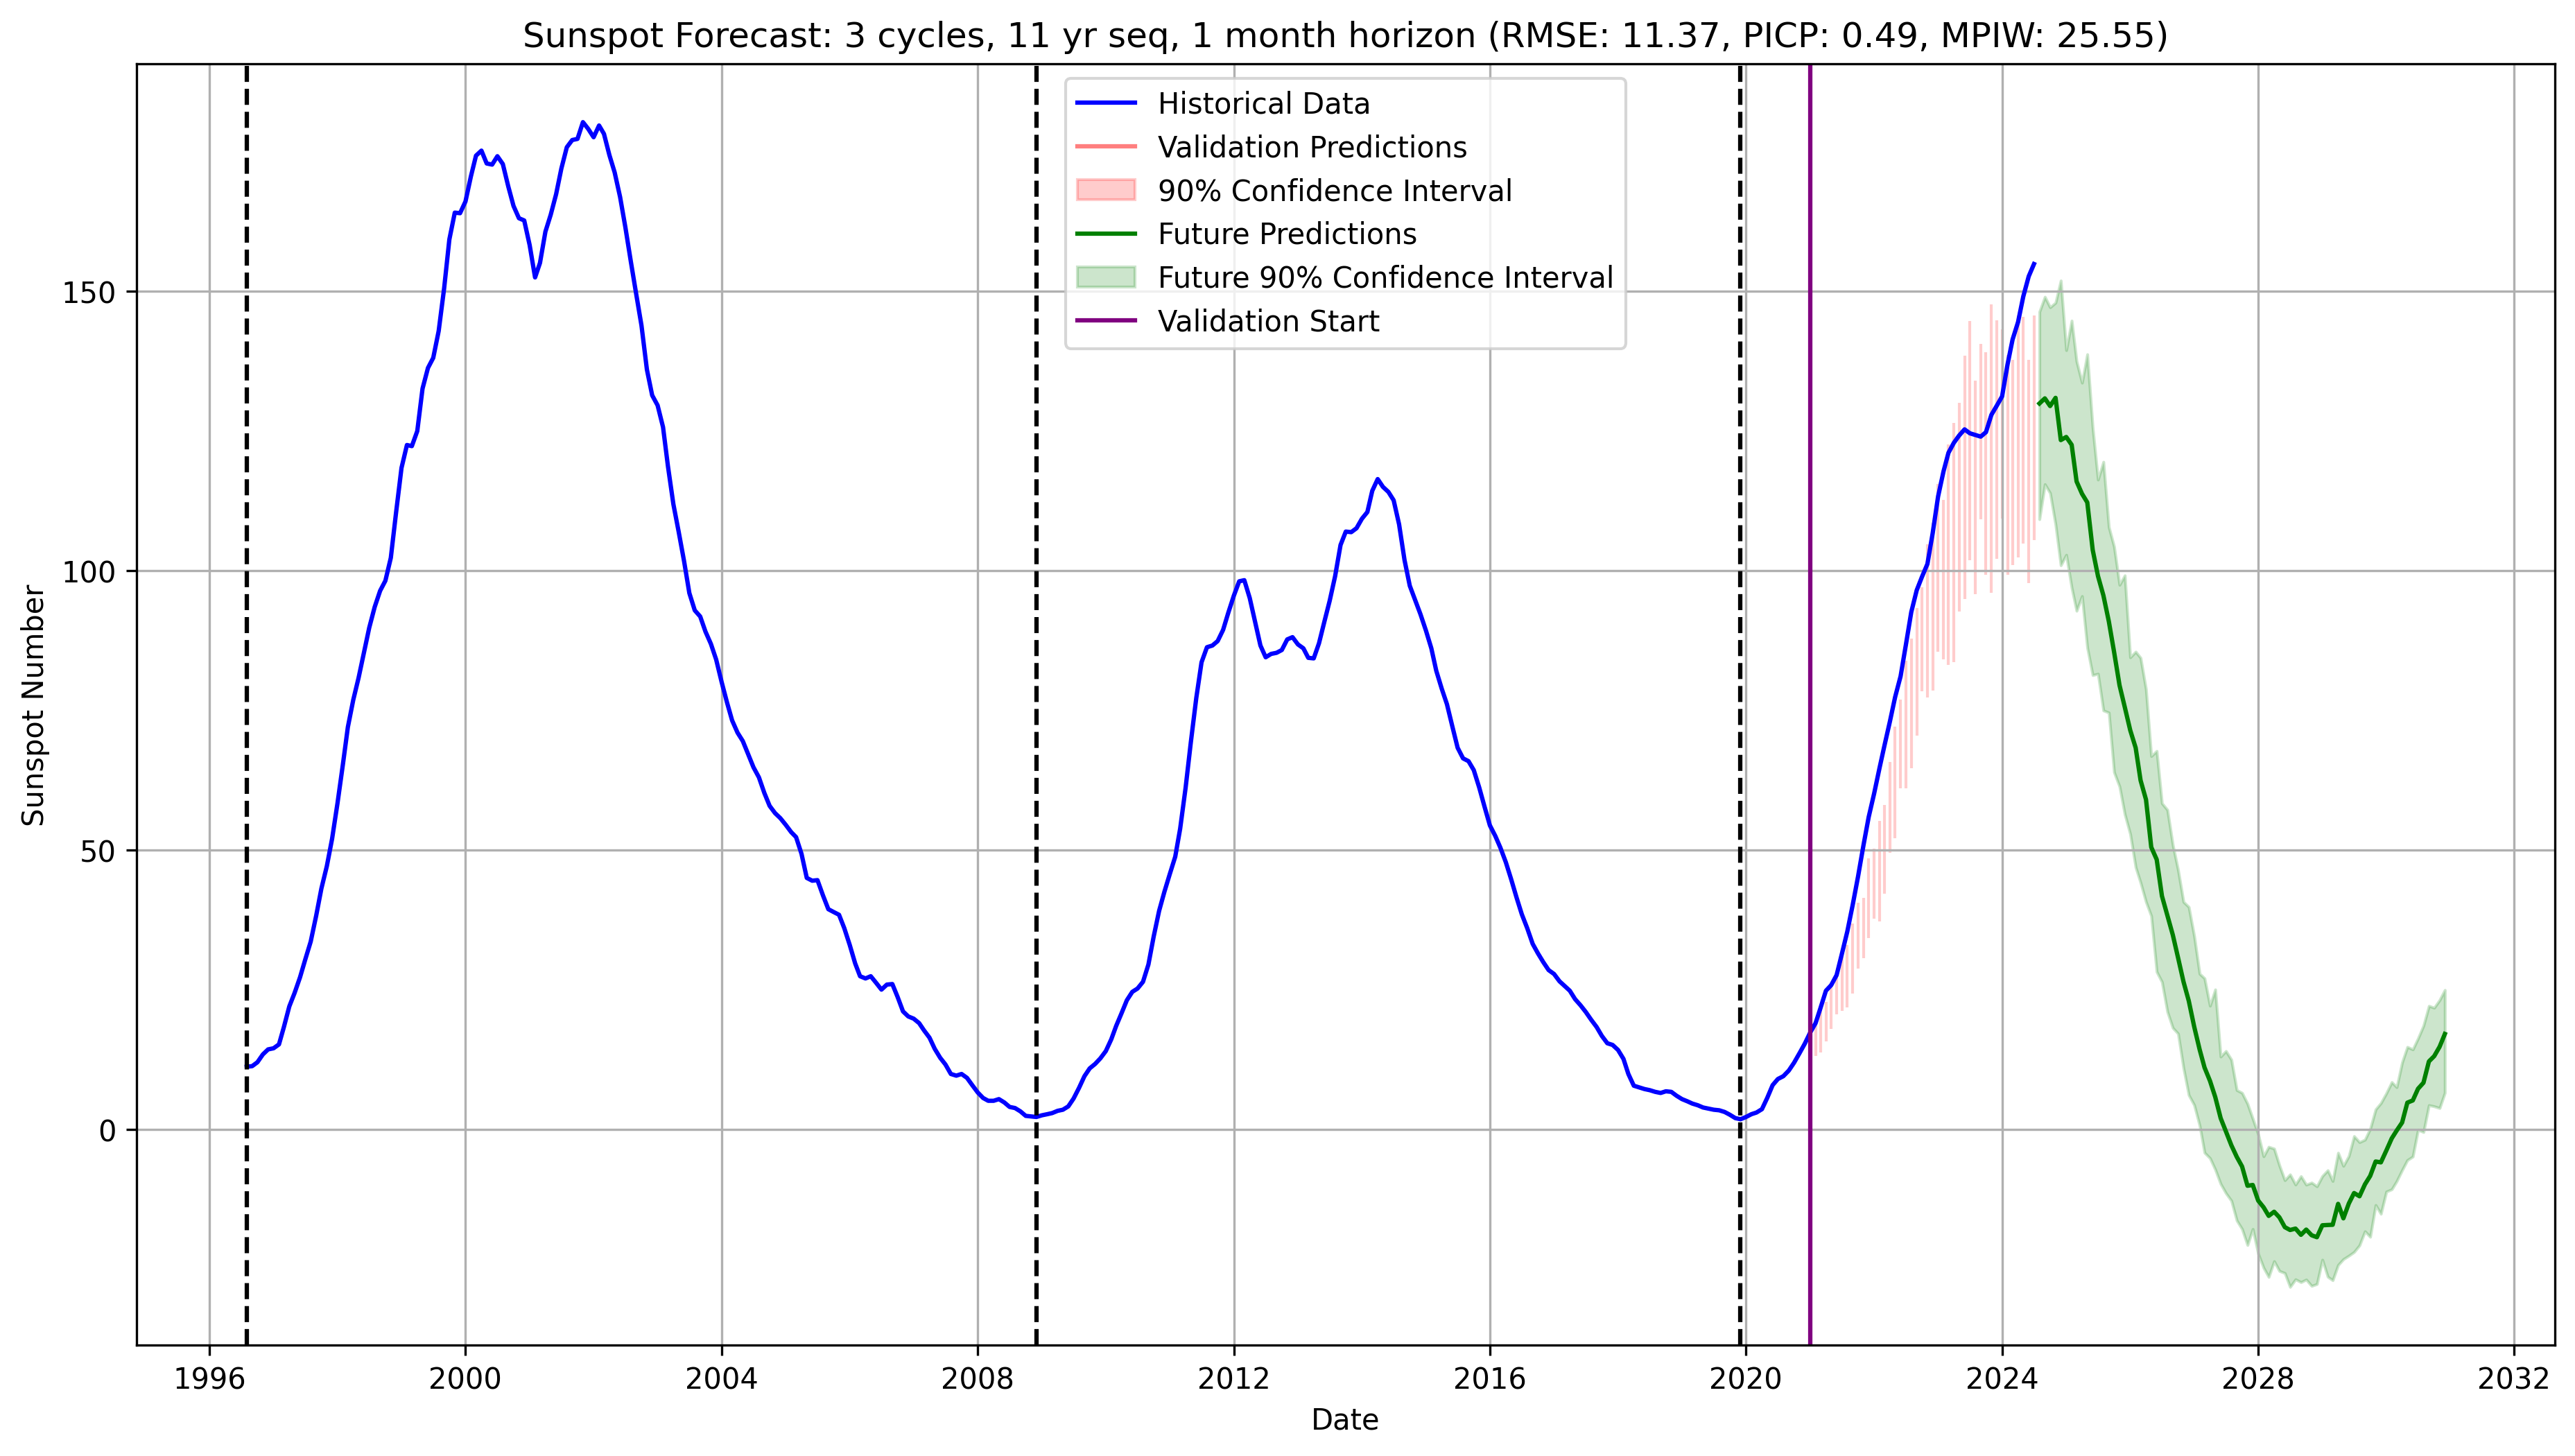 Sunspot Forecast: 3 cycles, 11 yr seq, 1 month horizon (RMSE: 11.37, PICP: 0.49, MPIW: 25.55)
Historical Data
Validation Predictions
90% Confidence Interval
Future Predictions
Future 90% Confidence Interval
Validation Start
150
100
50
0
Sunspot Number
1996 2000 2004 2008 2012 2016 2020 2024 2028 2032
Date